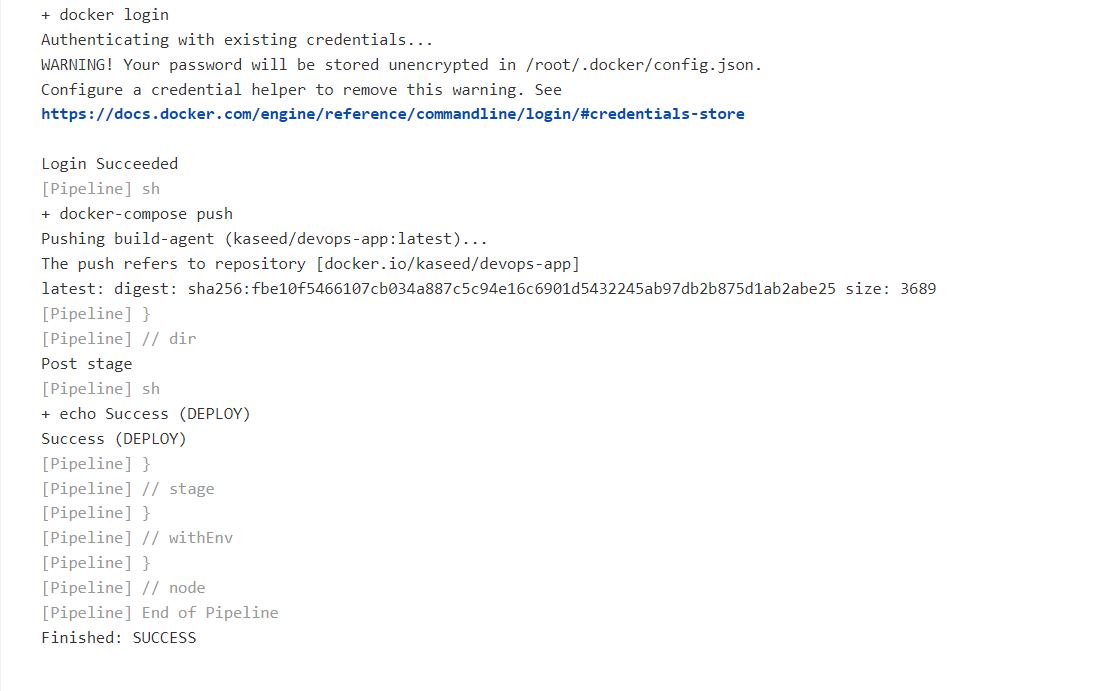 + docker login
Authenticating with existing credentials...
WARNING! Your password will be stored unencrypted in /root/.docker/config.json.
Configure a credential helper to remove this warning. See
https://docs.docker.com/engine/reference/commandline/login/#credentials-store
Login Succeeded
[Pipeline] sh
+ docker-compose push
Pushing build-agent (kaseed/devops-app:latest)...
The push refers to repository [docker.io/kaseed/devops-app]
latest: digest: sha256:fbe10f5466107cb034a887c5c94e16c6901d5432245ab97db2b875d1ab2abe25 size: 3689
[Pipeline] }
[Pipeline] // dir
Post stage
[Pipeline] sh
+ echo Success (DEPLOY)
Success (DEPLOY)
[Pipeline] }
[Pipeline] // stage
[Pipeline] }
[Pipeline] // withEnv
[Pipeline] }
[Pipeline] // node
[Pipeline] End of Pipeline
Finished: SUCCESS